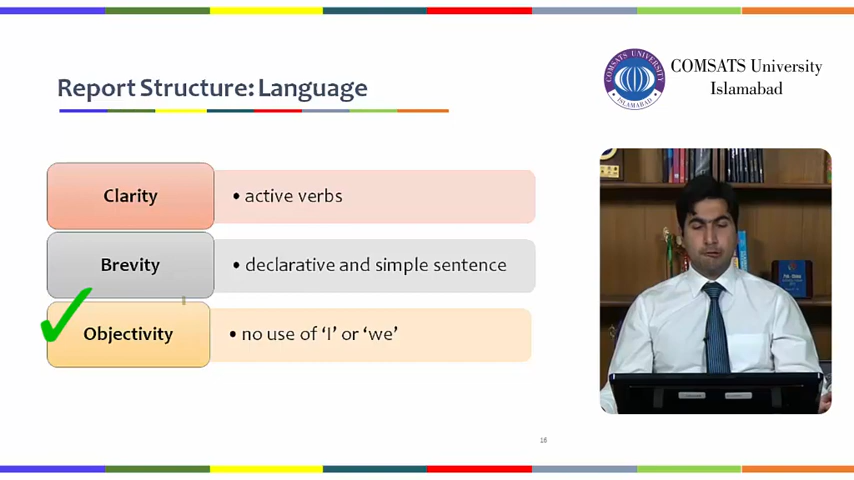 Report Structure: Language
COMSATS University
Islamabad
COMSATS UNIVERSITY
ISLAMABAD
Clarity
• active verbs
Brevity
• declarative and simple sentence
Objectivity
• no use of ‘I’ or ‘we’
16